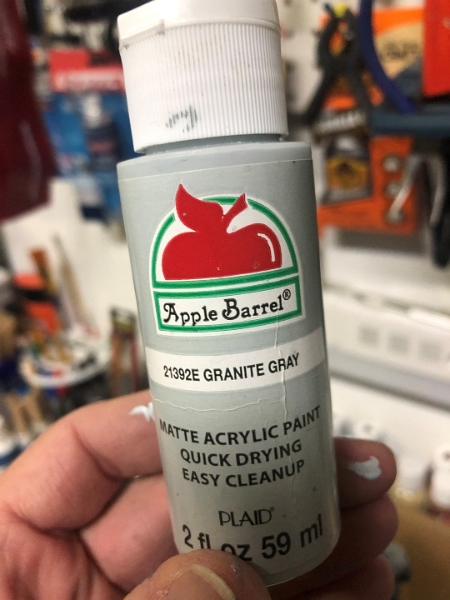 Apple Barrel®
21392E GRANITE GRAY
MATTE ACRYLIC PAINT
QUICK DRYING
EASY CLEANUP
PLAID®
2 fl oz 59 ml